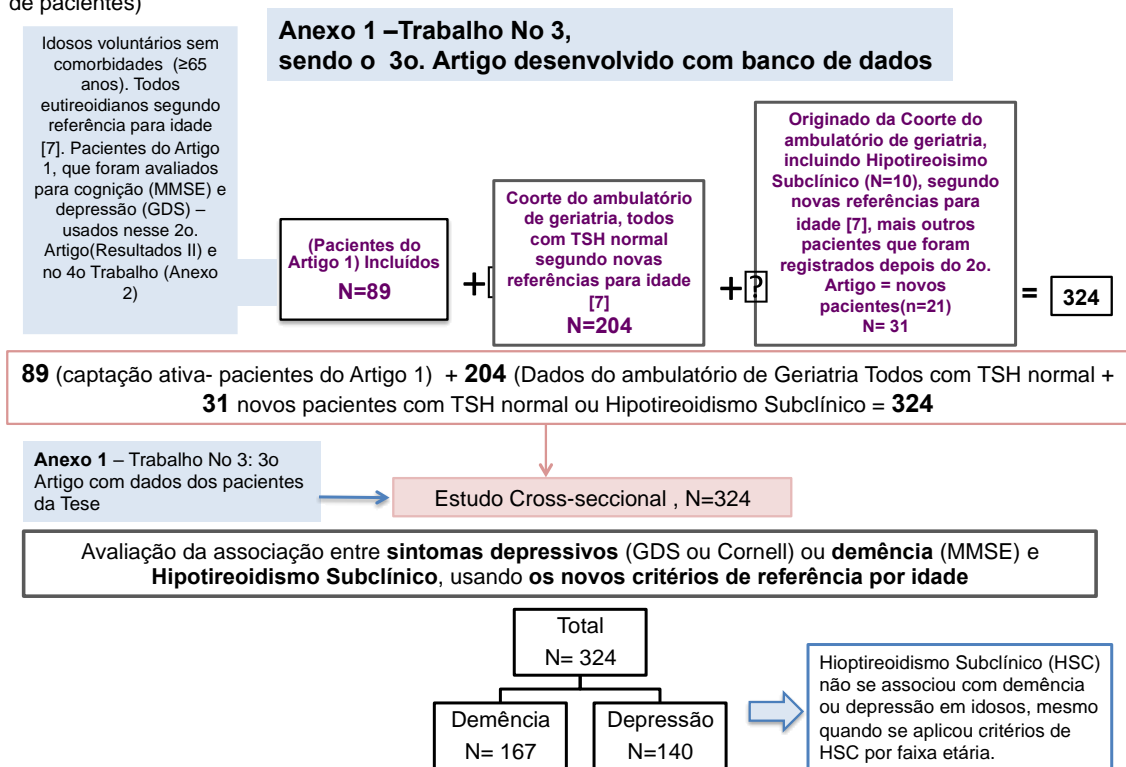 de pacientes)
Anexo 1 –Trabalho No 3,
sendo o 3o. Artigo desenvolvido com banco de dados
Idosos voluntários sem
comorbidades (≥65
anos). Todos
eutireoidianos segundo
referência para idade
[7]. Pacientes do Artigo
1, que foram avaliados
para cognição (MMSE) e
depressão (GDS) –
usados nesse 2o.
Artigo(Resultados II) e
no 4o Trabalho (Anexo
2)
(Pacientes do
Artigo 1) Incluídos
N=89
+
Coorte do ambulatório
de geriatria, todos
com TSH normal
segundo novas
referências para idade
[7]
N=204
+?
Originado da Coorte do
ambulatório de geriatria,
incluindo Hipotireoisimo
Subclínico (N=10), segundo
novas referências para
idade [7], mais outros
pacientes que foram
registrados depois do 2o.
Artigo = novos
pacientes(n=21)
N= 31
=
324
89 (captação ativa- pacientes do Artigo 1) + 204 (Dados do ambulatório de Geriatria Todos com TSH normal +
31 novos pacientes com TSH normal ou Hipotireoidismo Subclínico = 324
Anexo 1 – Trabalho No 3: 3o
Artigo com dados dos pacientes
da Tese
Estudo Cross-seccional , N=324
Avaliação da associação entre sintomas depressivos (GDS ou Cornell) ou demência (MMSE) e
Hipotireoidismo Subclínico, usando os novos critérios de referência por idade
Total
N= 324
Demência
N= 167
Depressão
N=140
Hioptireoidismo Subclínico (HSC)
não se associou com demência
ou depressão em idosos, mesmo
quando se aplicou critérios de
HSC por faixa etária.